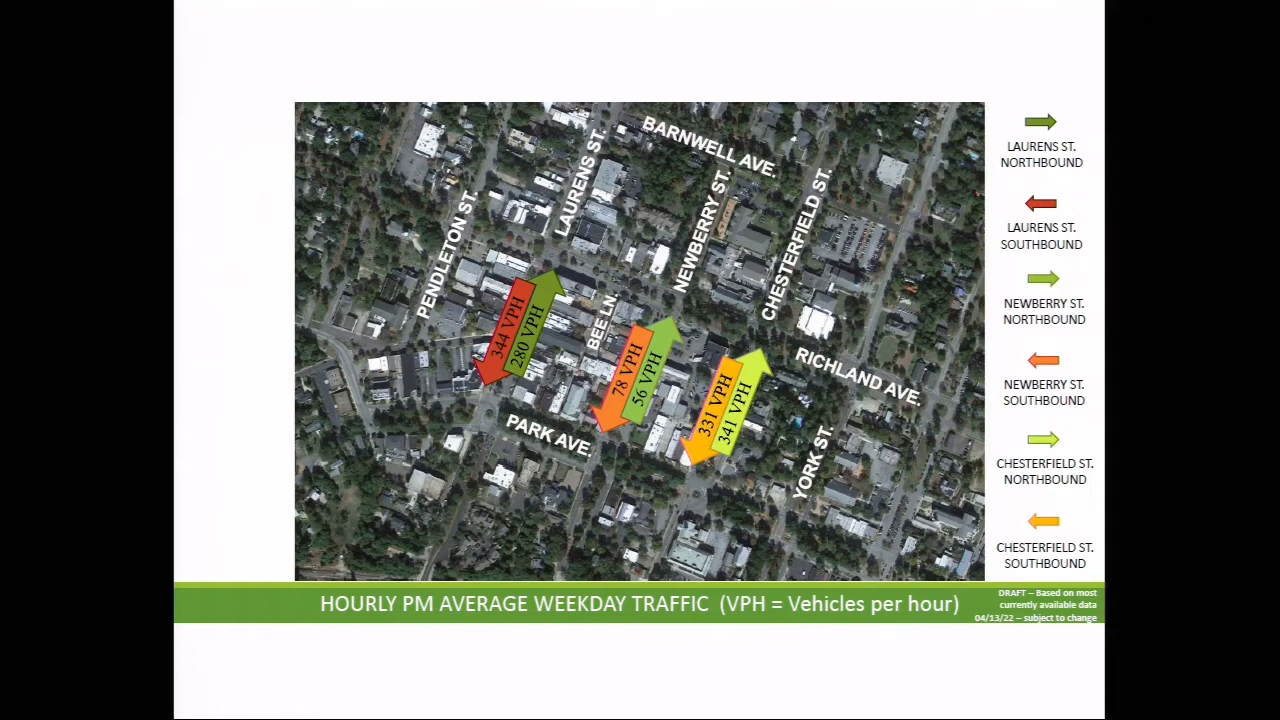 BARNWELL AVE.
LAURENS ST.
NEWBERRY ST.
CHESTERFIELD ST.
PENDLETON ST.
BEE LN.
344 VPH
280 VPH
78 VPH
56 VPH
331 VPH
341 VPH
RICHLAND AVE.
PARK AVE.
YORK ST.
LAURENS ST.
NORTHBOUND
LAURENS ST.
SOUTHBOUND
NEWBERRY ST.
NORTHBOUND
NEWBERRY ST.
SOUTHBOUND
CHESTERFIELD ST.
NORTHBOUND
CHESTERFIELD ST.
SOUTHBOUND
HOURLY PM AVERAGE WEEKDAY TRAFFIC (VPH = Vehicles per hour)
DRAFT – Based on most
currently available data
04/13/22 – subject to change